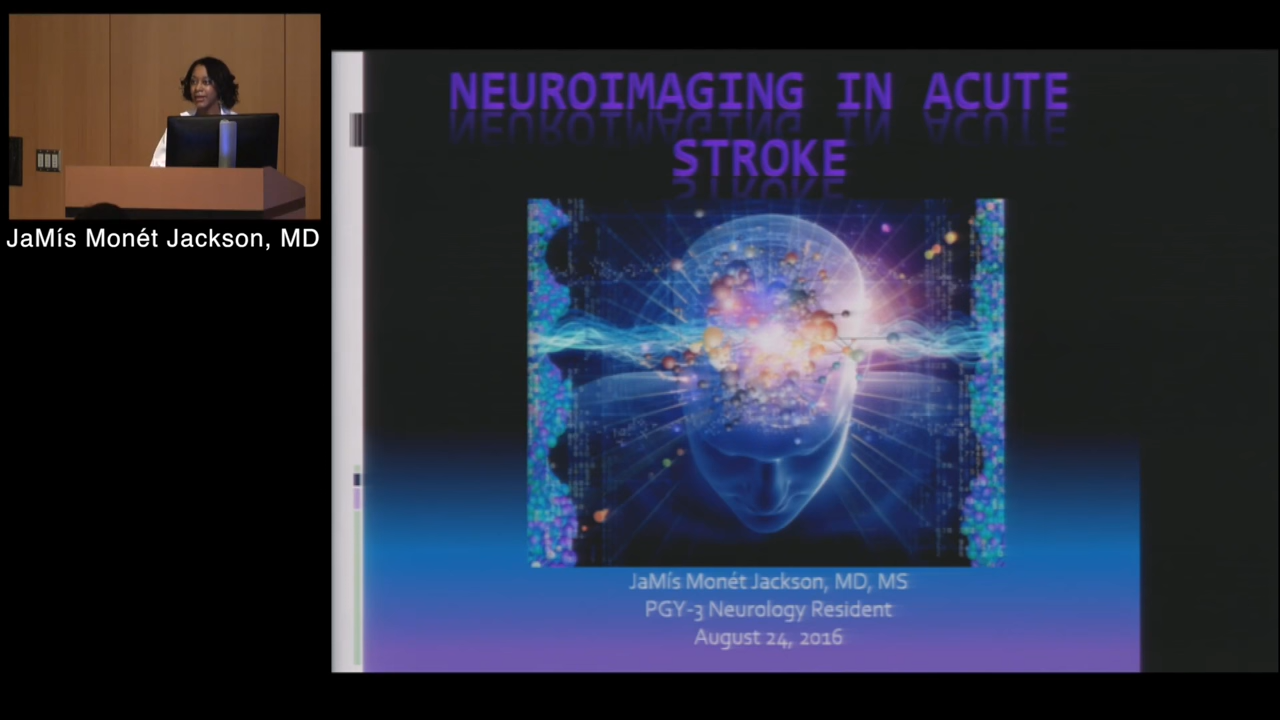 NEUROIMAGING IN ACUTE
STROKE
JaMís Monét Jackson, MD
JaMís Monét Jackson, MD, MS
PGY-3 Neurology Resident
August 24, 2016